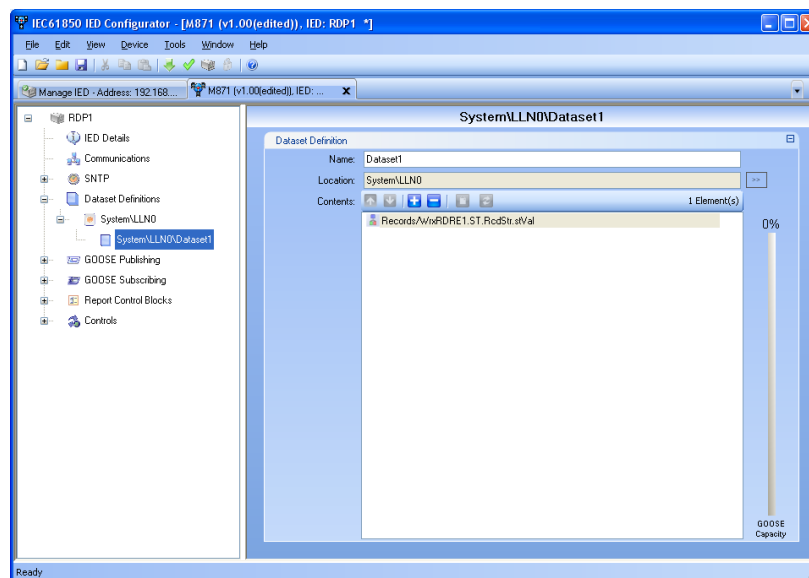 IEC61850 IED Configurator - [M871 (v1.00(edited)), IED: RDP1 *]
File Edit View Device Tools Window Help
Manage IED - Address: 192.168.... M871 (v1.00(edited)), IED: ... X
RDP1
IED Details
Communications
SNTP
Dataset Definitions
System\LLN0
System\LLN0\Dataset1
GOOSE Publishing
GOOSE Subscribing
Report Control Blocks
Controls
System\LLN0\Dataset1
Dataset Definition
Name: Dataset1
Location: System\LLN0 >>
Contents: 1 Element(s)
Records/WrxRDRE1.ST.RcdStr.stVal
0%
GOOSE
Capacity
Ready